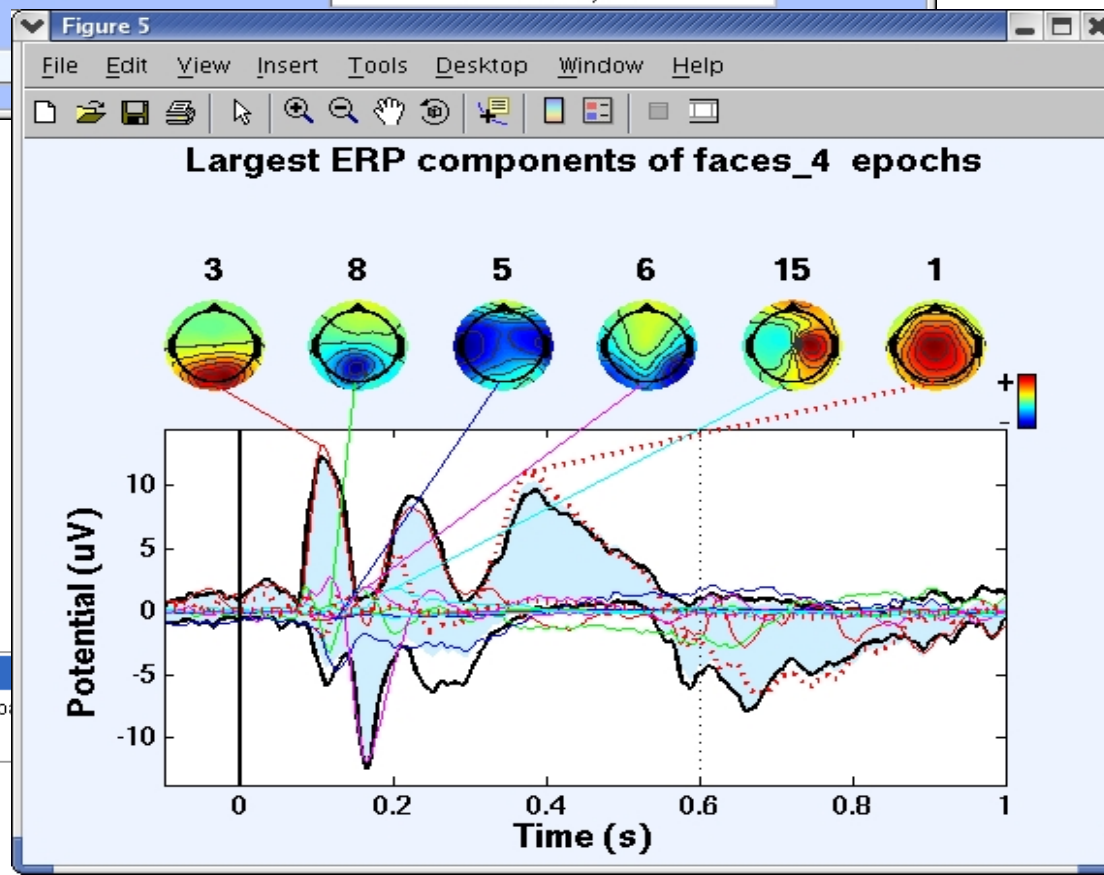 Figure 5
File Edit View Insert Tools Desktop Window Help
Largest ERP components of faces_4 epochs
3 8 5 6 15 1
+
-
Potential (uV)
10
5
0
-5
-10
0 0.2 0.4 0.6 0.8 1
Time (s)